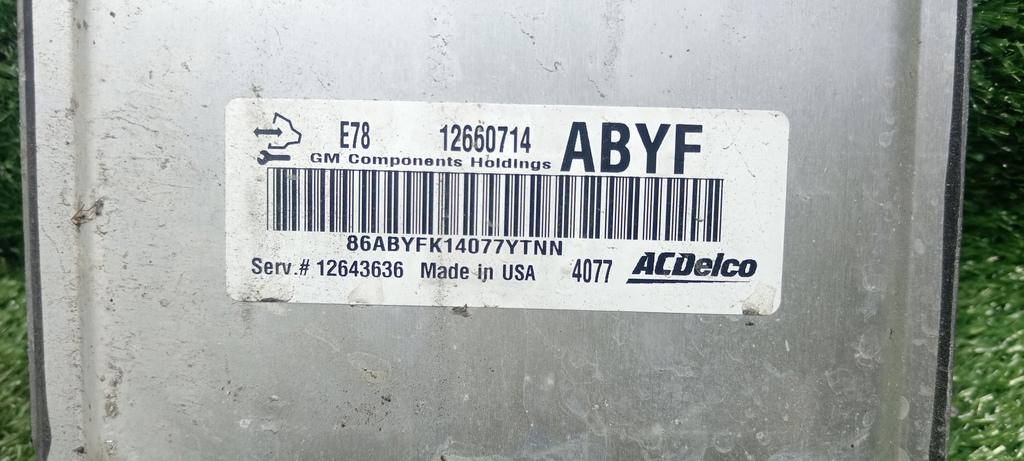 E78 12660714 ABYF
GM Components Holdings
86ABYFK14077YTNN
Serv.# 12643636 Made in USA 4077 ACDelco